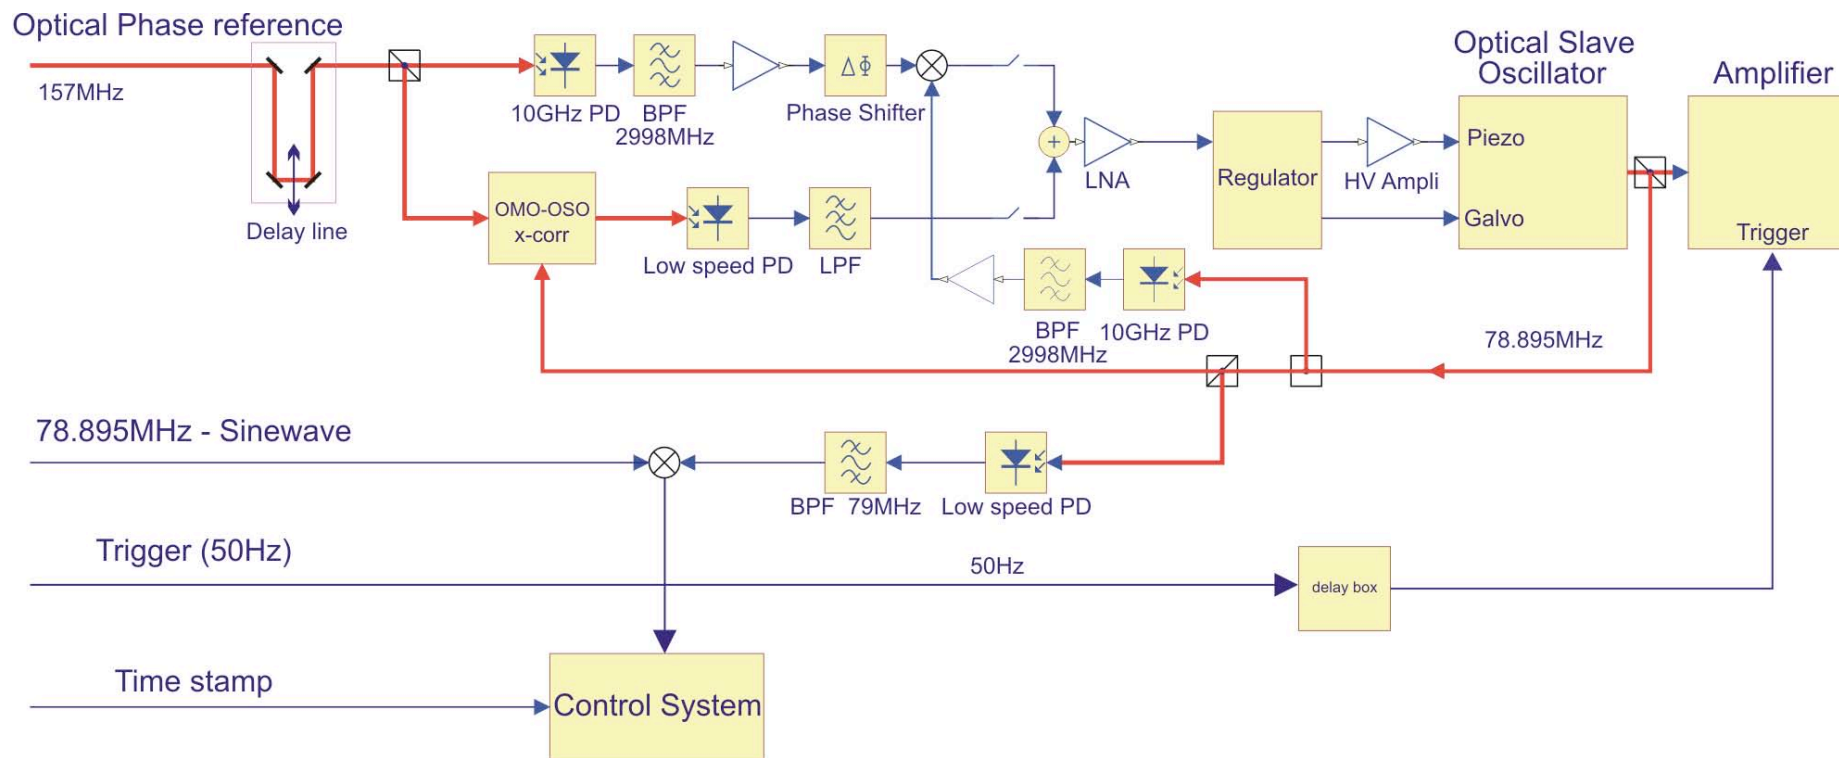 Optical Phase reference
157MHz
Delay line
10GHz PD
BPF
2998MHz
ΔΦ
Phase Shifter
OMO-OSO
x-corr
Low speed PD
LPF
+
LNA
Regulator
HV Ampli
Optical Slave
Oscillator
Piezo
Galvo
Amplifier
Trigger
BPF
2998MHz
10GHz PD
78.895MHz
78.895MHz - Sinewave
BPF 79MHz
Low speed PD
Trigger (50Hz)
50Hz
delay box
Time stamp
Control System